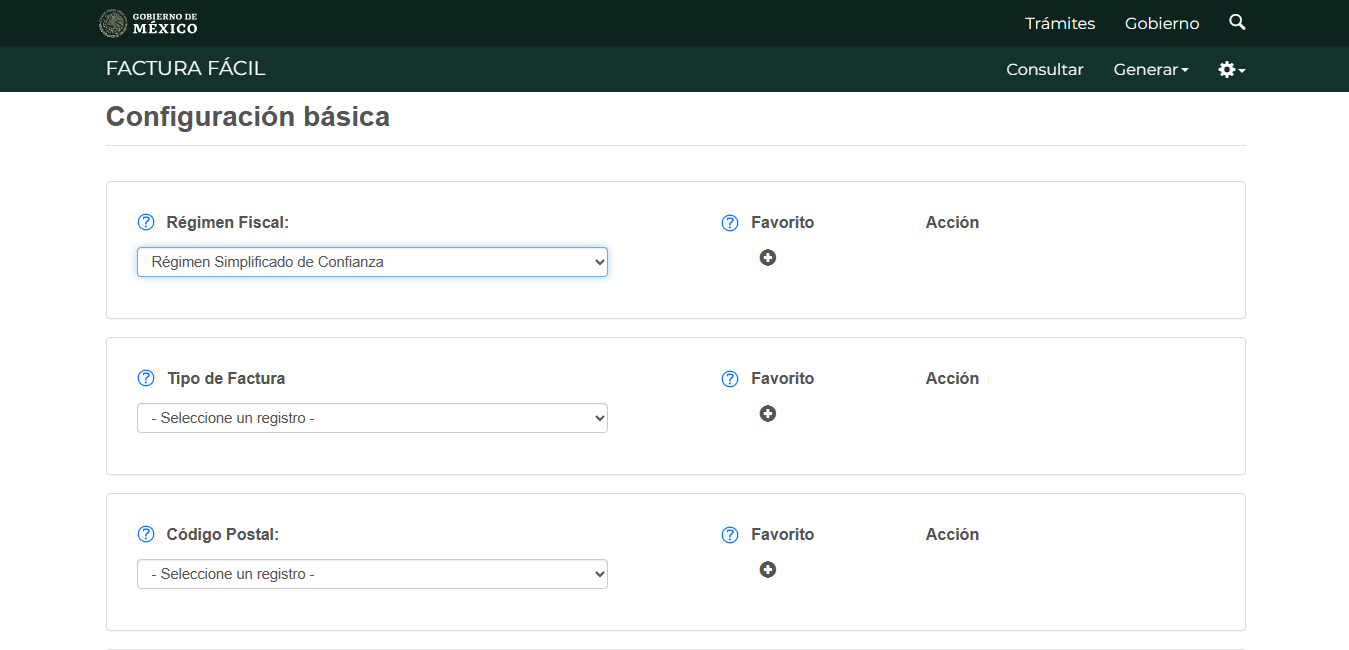 GOBIERNO DE
MÉXICO
Trámites
Gobierno
FACTURA FÁCIL
Consultar
Generar
Configuración básica
Régimen Fiscal:
Favorito
Acción
Régimen Simplificado de Confianza
Tipo de Factura
Favorito
Acción
- Seleccione un registro -
Código Postal:
Favorito
Acción
- Seleccione un registro -